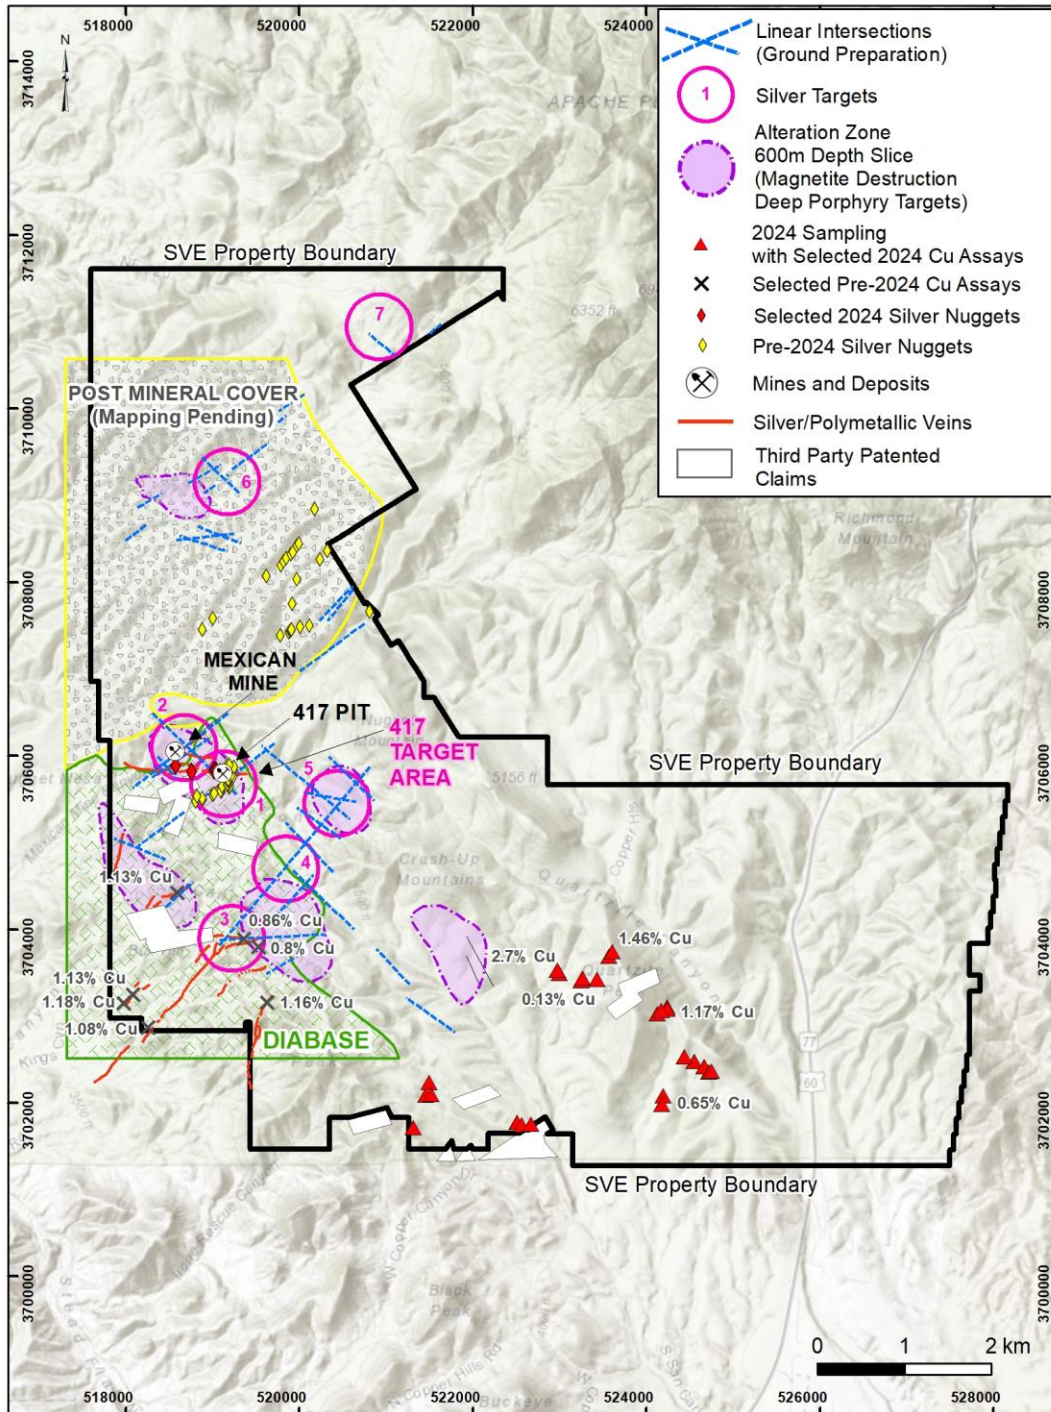 518000
520000
522000
524000
N
3714000
3712000
3710000
3708000
3706000
3704000
3702000
3700000
Linear Intersections
(Ground Preparation)
1
Silver Targets
Alteration Zone
600m Depth Slice
(Magnetite Destruction
Deep Porphyry Targets)
2024 Sampling
with Selected 2024 Cu Assays
Selected Pre-2024 Cu Assays
Selected 2024 Silver Nuggets
Pre-2024 Silver Nuggets
Mines and Deposits
Silver/Polymetallic Veins
Third Party Patented
Claims
SVE Property Boundary
7
6352 ft
POST MINERAL COVER
(Mapping Pending)
6
3708000
MEXICAN
MINE
2
417 PIT
417
TARGET
AREA
SVE Property Boundary
3706000
5156 ft
5
1
4
Crash-Up
Mountains
1.13% Cu
3
0.86% Cu
0.8% Cu
1.46% Cu
2.7% Cu
3704000
1.13% Cu
0.13% Cu
1.18% Cu
1.16% Cu
1.17% Cu
1.08% Cu
DIABASE
77
60
0.65% Cu
3702000
SVE Property Boundary
Black
Peak
3700000
N Copper Hills Rd
Buckeye
0
1
2 km
518000
520000
522000
524000
526000
528000